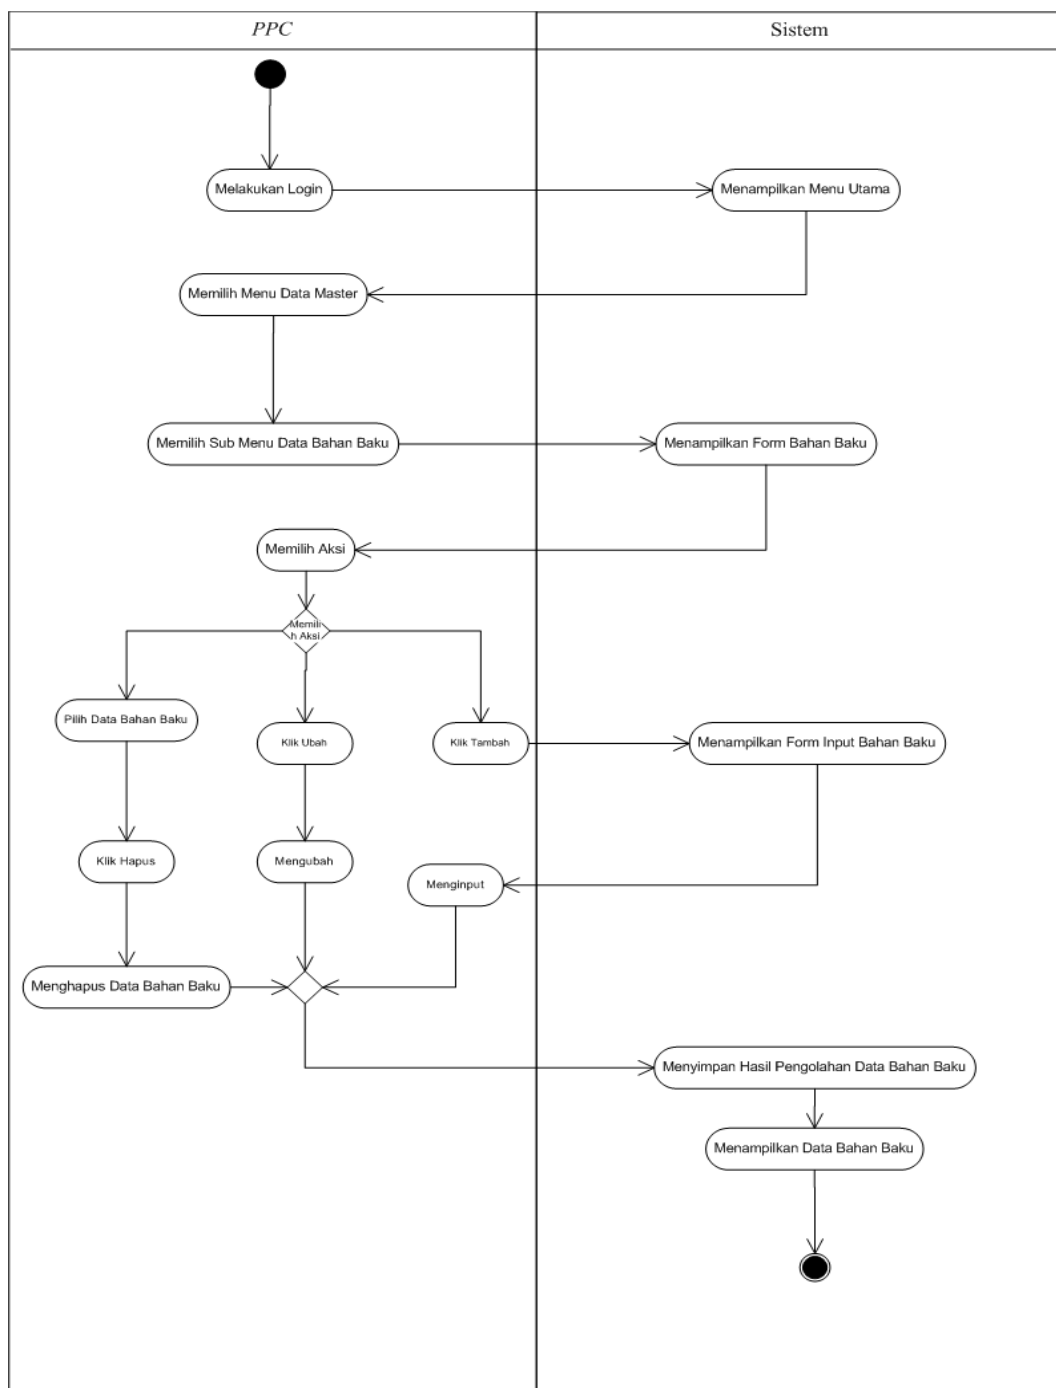 PPC
Sistem
Melakukan Login
Menampilkan Menu Utama
Memilih Menu Data Master
Memilih Sub Menu Data Bahan Baku
Menampilkan Form Bahan Baku
Memilih Aksi
Memili
h Aksi
Pilih Data Bahan Baku
Klik Ubah
Klik Tambah
Menampilkan Form Input Bahan Baku
Klik Hapus
Mengubah
Menginput
Menghapus Data Bahan Baku
Menyimpan Hasil Pengolahan Data Bahan Baku
Menampilkan Data Bahan Baku